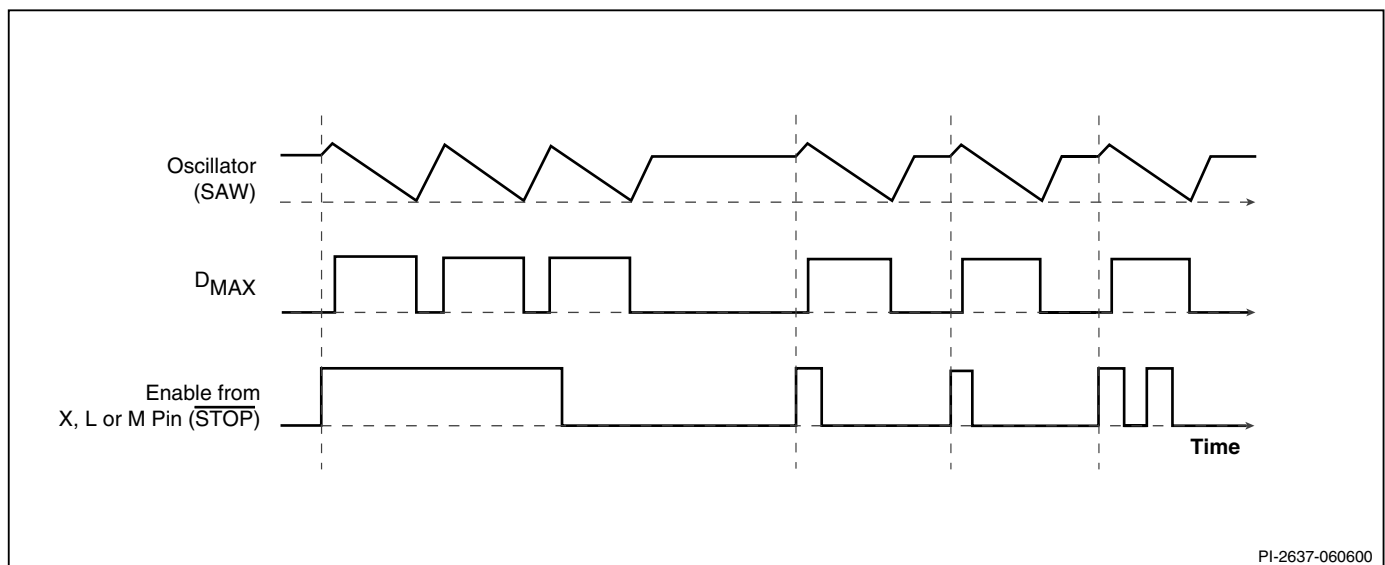 Oscillator
(SAW)
DMAX
Enable from
X, L or M Pin (STOP)
Time
PI-2637-060600